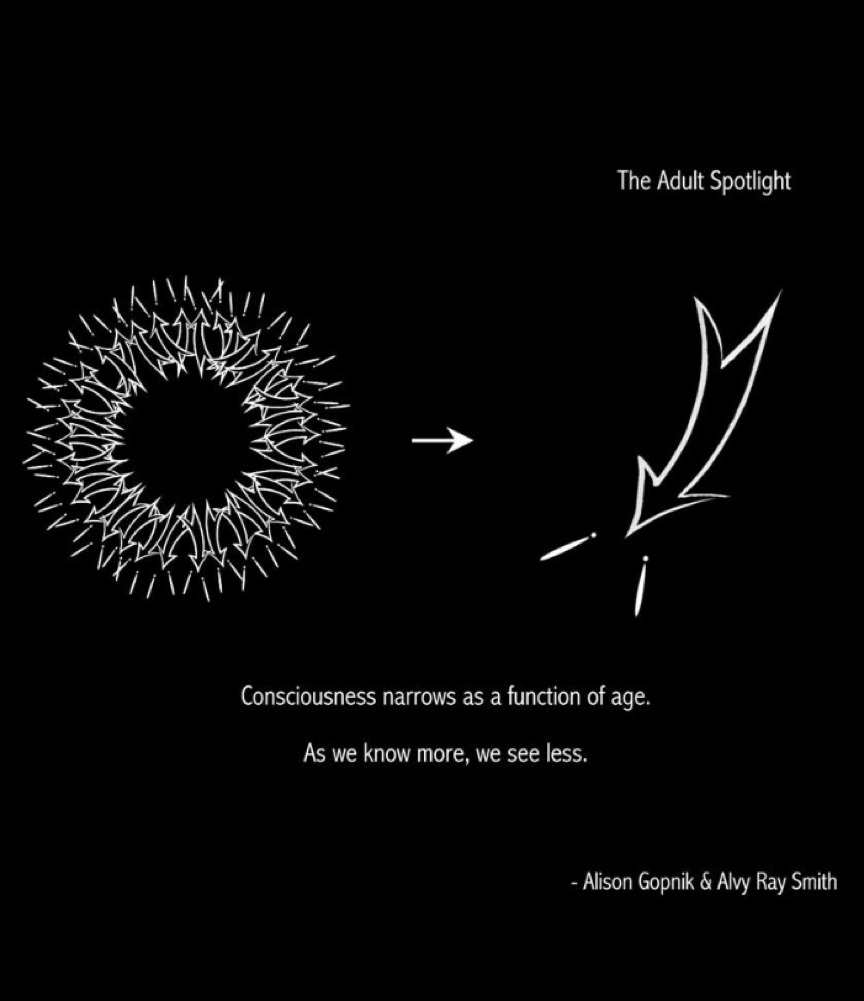 The Adult Spotlight
Consciousness narrows as a function of age.
As we know more, we see less.
- Alison Gopnik & Alvy Ray Smith